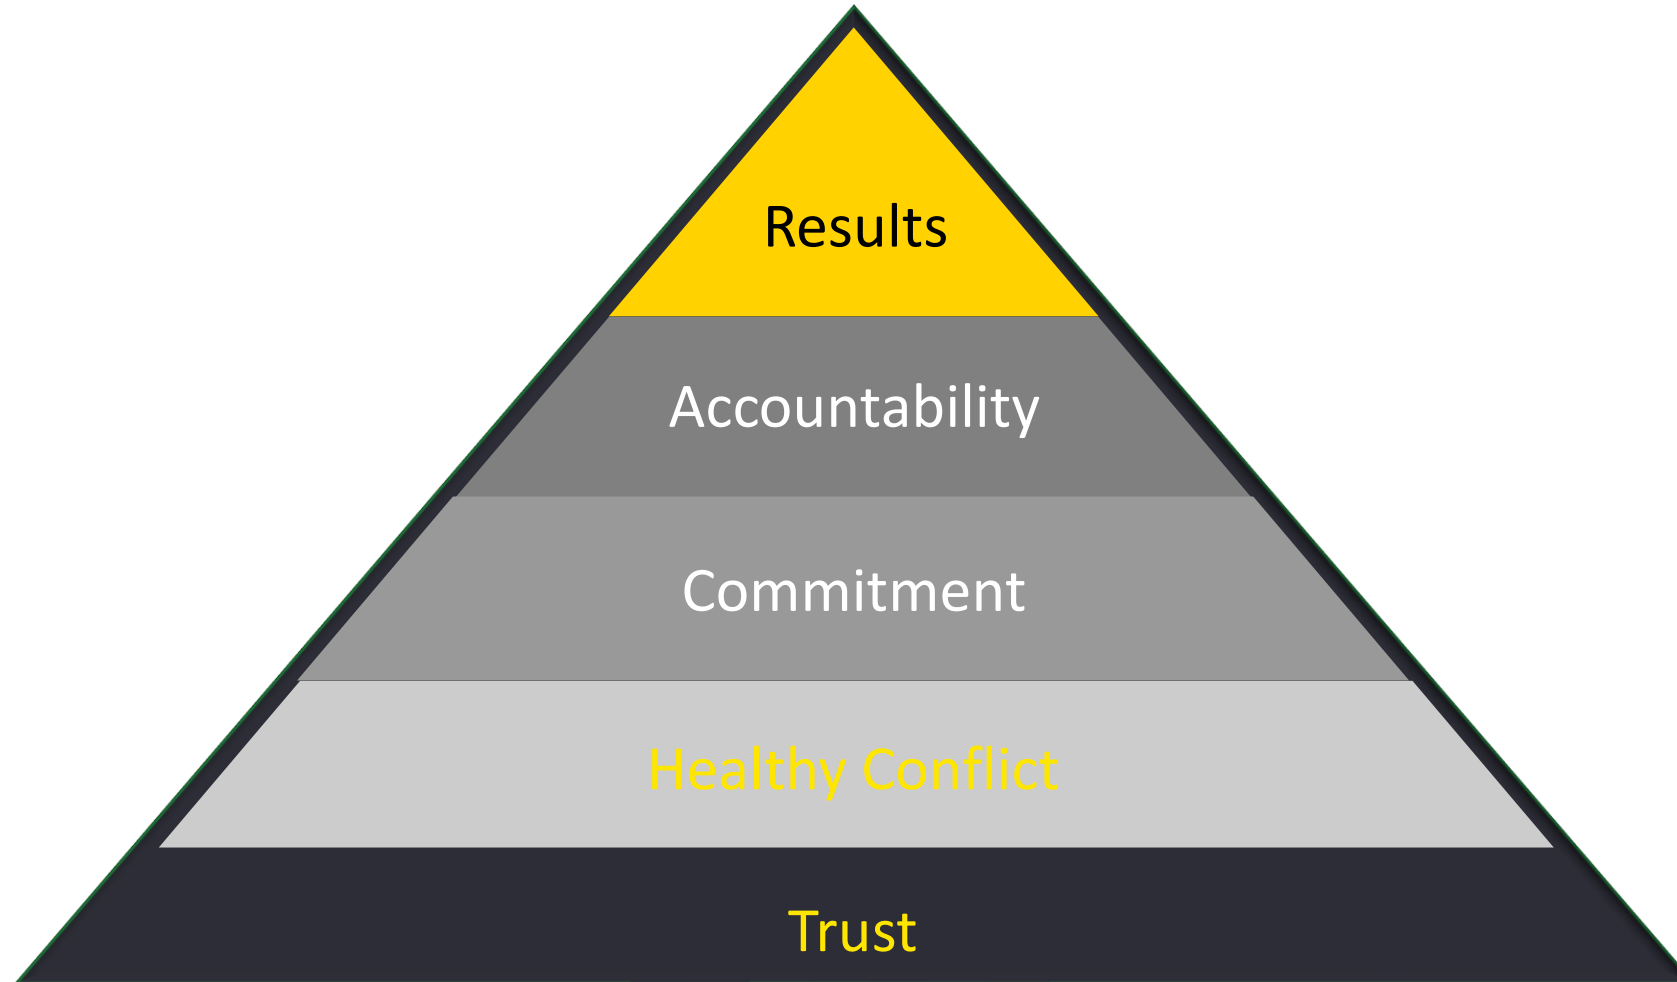 Results
Accountability
Commitment
Healthy Conflict
Trust